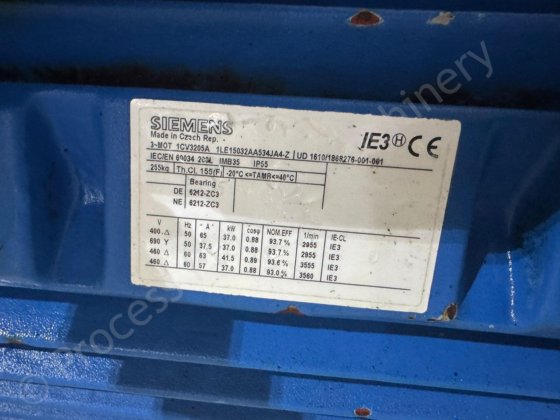 SIEMENS
Made in Czech Rep.
IE3 H CE
3-MOT 1CV3205A 1LE15032AA534JA4-Z UD 1610/1868276-001-001
IEC/EN 60034 200L IMB35 IP55
255kg Th.Cl. 155(F) -20°C <=TAMB<=40°C
Bearing
DE 6212-ZC3
NE 6212-ZC3
V Hz "A" kW cosφ NOM.EFF 1/min IE-CL
400 Δ 50 65 37.0 0.88 93.7% 2955 IE3
690 Y 50 37.5 37.0 0.88 93.7% 2955 IE3
460 Δ 60 63 41.5 0.89 93.6% 3555 IE3
460 Δ 60 57 37.0 0.88 93.0% 3560 IE3
© process machinery